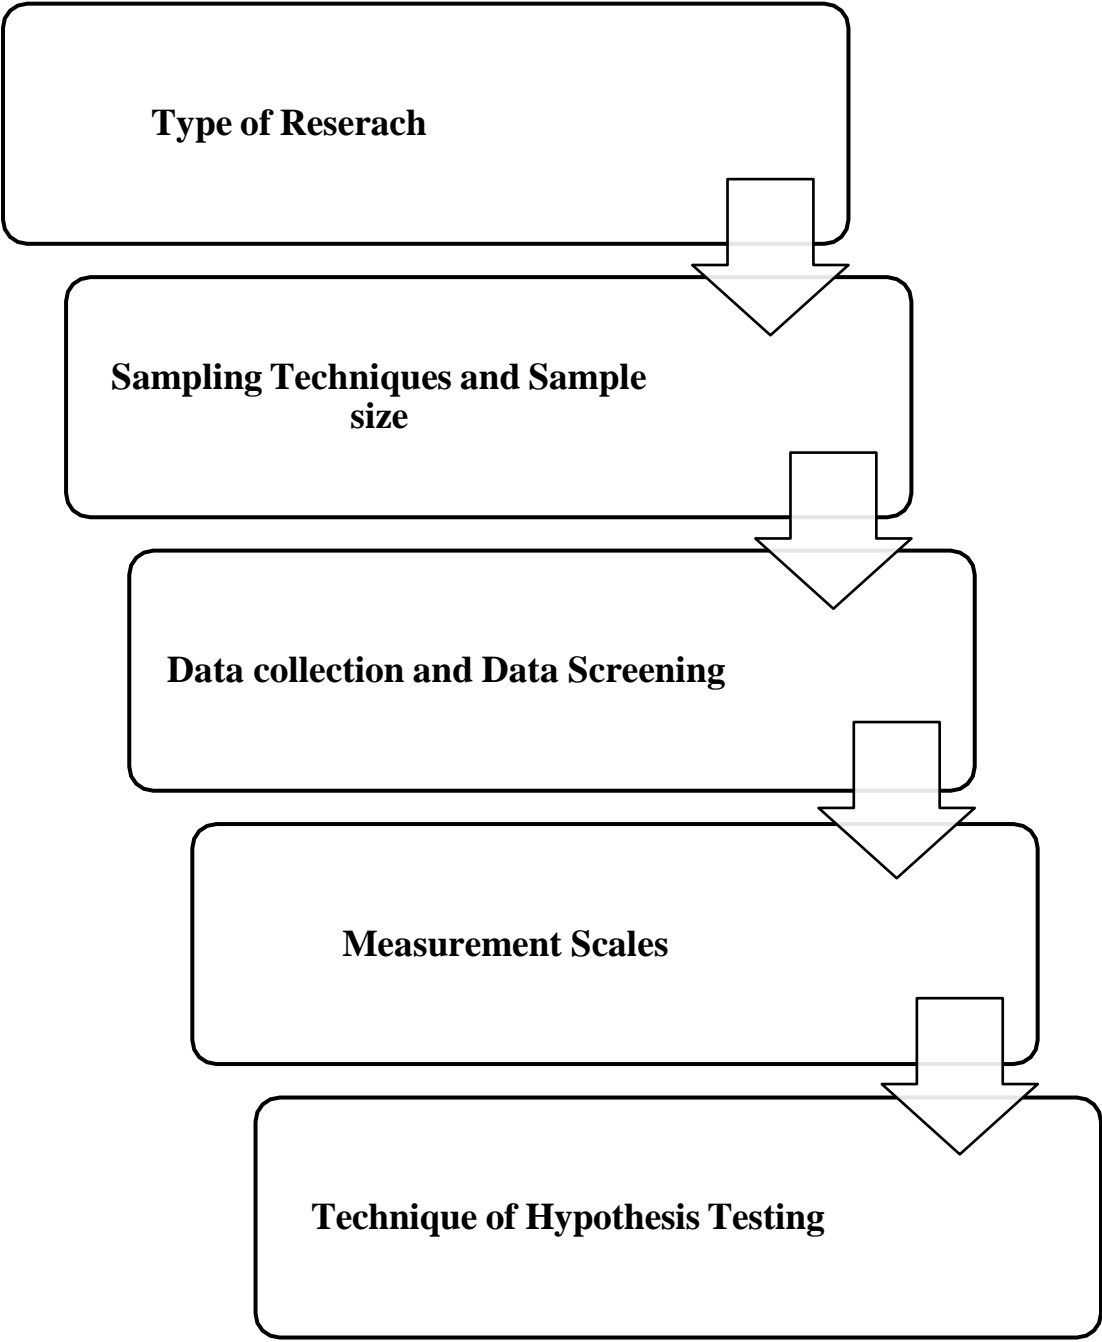 Type of Reserach
Sampling Techniques and Sample
size
Data collection and Data Screening
Measurement Scales
Technique of Hypothesis Testing